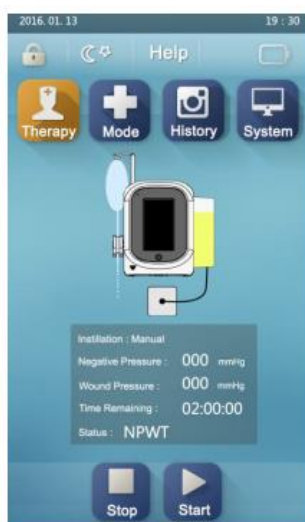 2016. 01. 13 19 : 30
Help
Therapy Mode History System
Instillation : Manual
Negative Pressure : 000 mmHg
Wound Pressure : 000 mmHg
Time Remaining : 02:00:00
Status : NPWT
Stop Start